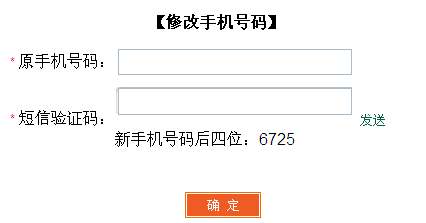 【修改手机号码】
* 原手机号码：
* 短信验证码： 发送
新手机号码后四位：6725
确 定